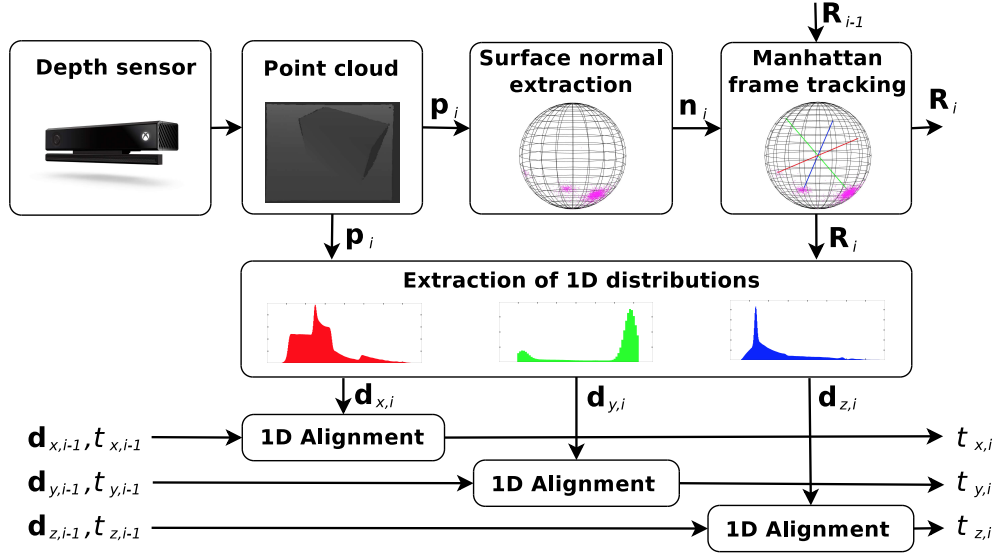 R i-1
Depth sensor
Point cloud
Surface normal
extraction
Manhattan
frame tracking
p i
n i
R i
p i
R i
Extraction of 1D distributions
d x,i
d y,i
d z,i
d x,i-1, t x,i-1
1D Alignment
t x,i
d y,i-1, t y,i-1
1D Alignment
t y,i
d z,i-1, t z,i-1
1D Alignment
t z,i